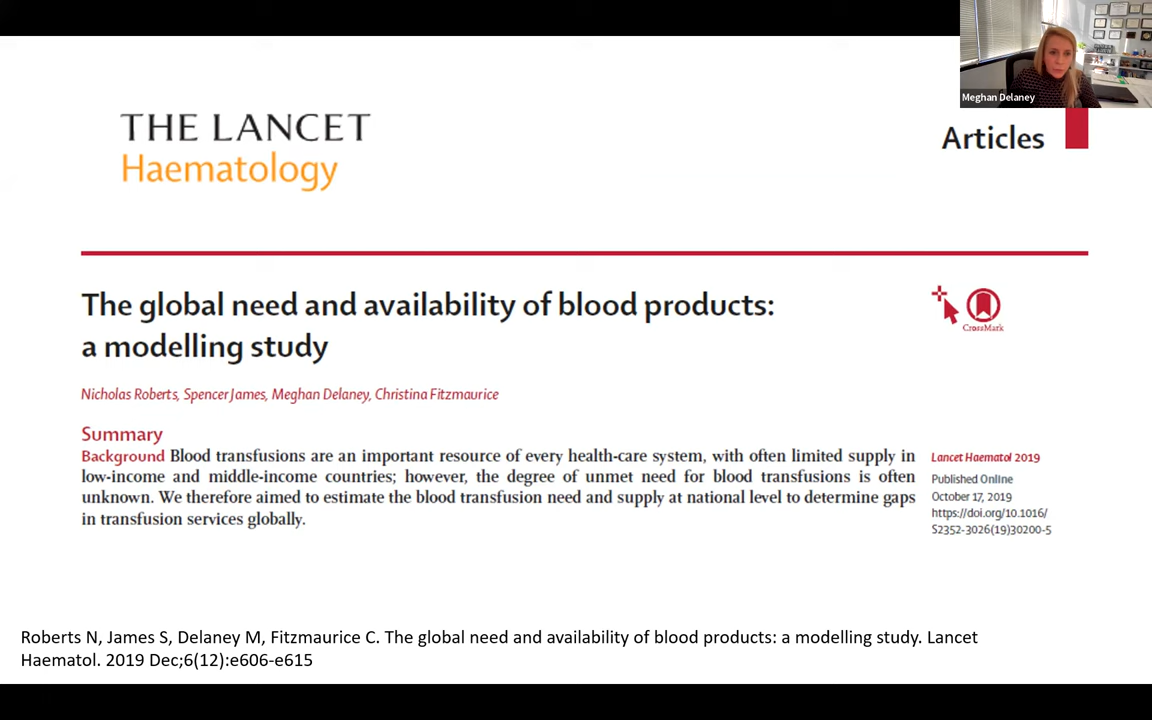 Meghan Delaney
THE LANCET
Haematology
Articles
The global need and availability of blood products:
a modelling study
CrossMark
Nicholas Roberts, Spencer James, Meghan Delaney, Christina Fitzmaurice
Summary
Background Blood transfusions are an important resource of every health-care system, with often limited supply in
low-income and middle-income countries; however, the degree of unmet need for blood transfusions is often
unknown. We therefore aimed to estimate the blood transfusion need and supply at national level to determine gaps
in transfusion services globally.
Lancet Haematol 2019
Published Online
October 17, 2019
https://doi.org/10.1016/
S2352-3026(19)30200-5
Roberts N, James S, Delaney M, Fitzmaurice C. The global need and availability of blood products: a modelling study. Lancet
Haematol. 2019 Dec;6(12):e606-e615